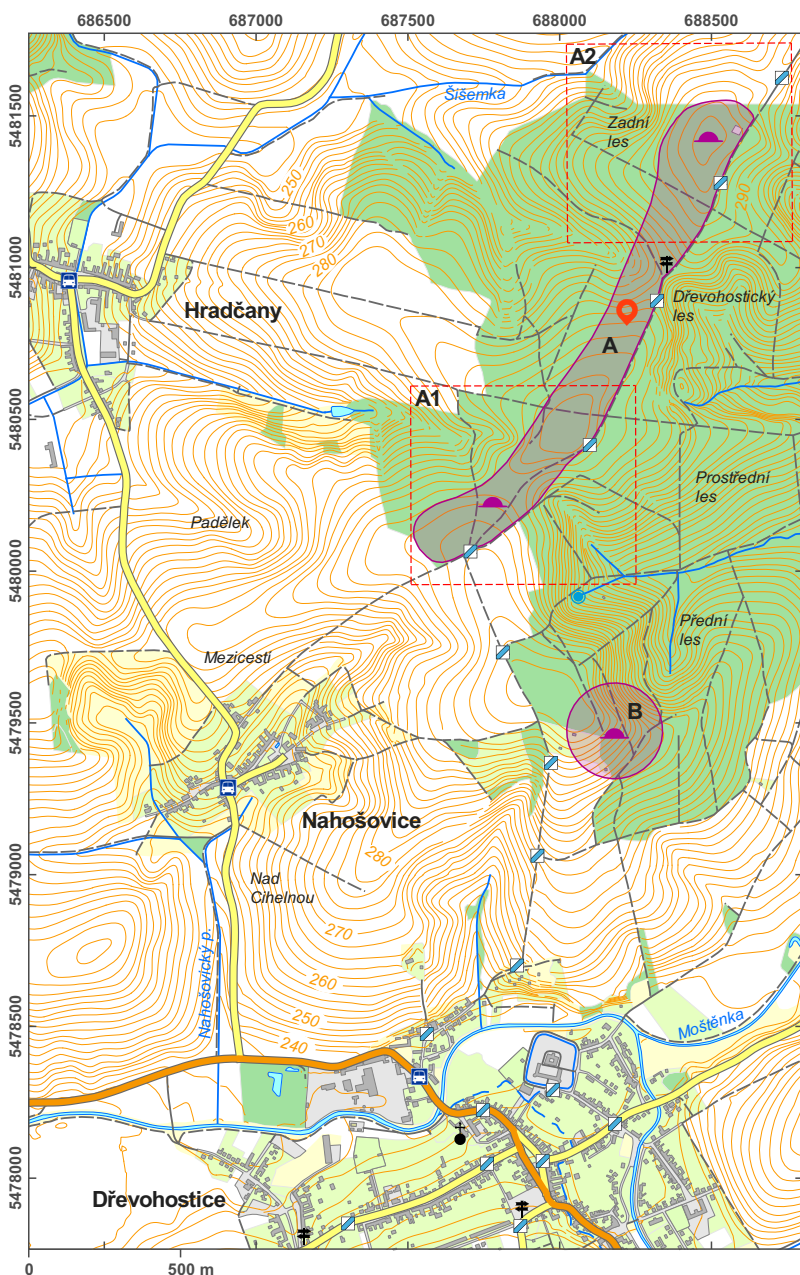 686500 687000 687500 688000 688500
A2
Šišemka
5481500
Zadní
les
250
260
270
280
290
5481000
Hradčany
Dřevohostický
les
A
A1
5480500
Prostřední
les
Padělek
5480000
Přední
les
Mezicestí
B
5479500
Nahošovice
280
5479000
Nad
Cihelnou
270
Nahošovický p.
260
250
240
5478500
Moštěnka
5478000
Dřevohostice
0 500 m